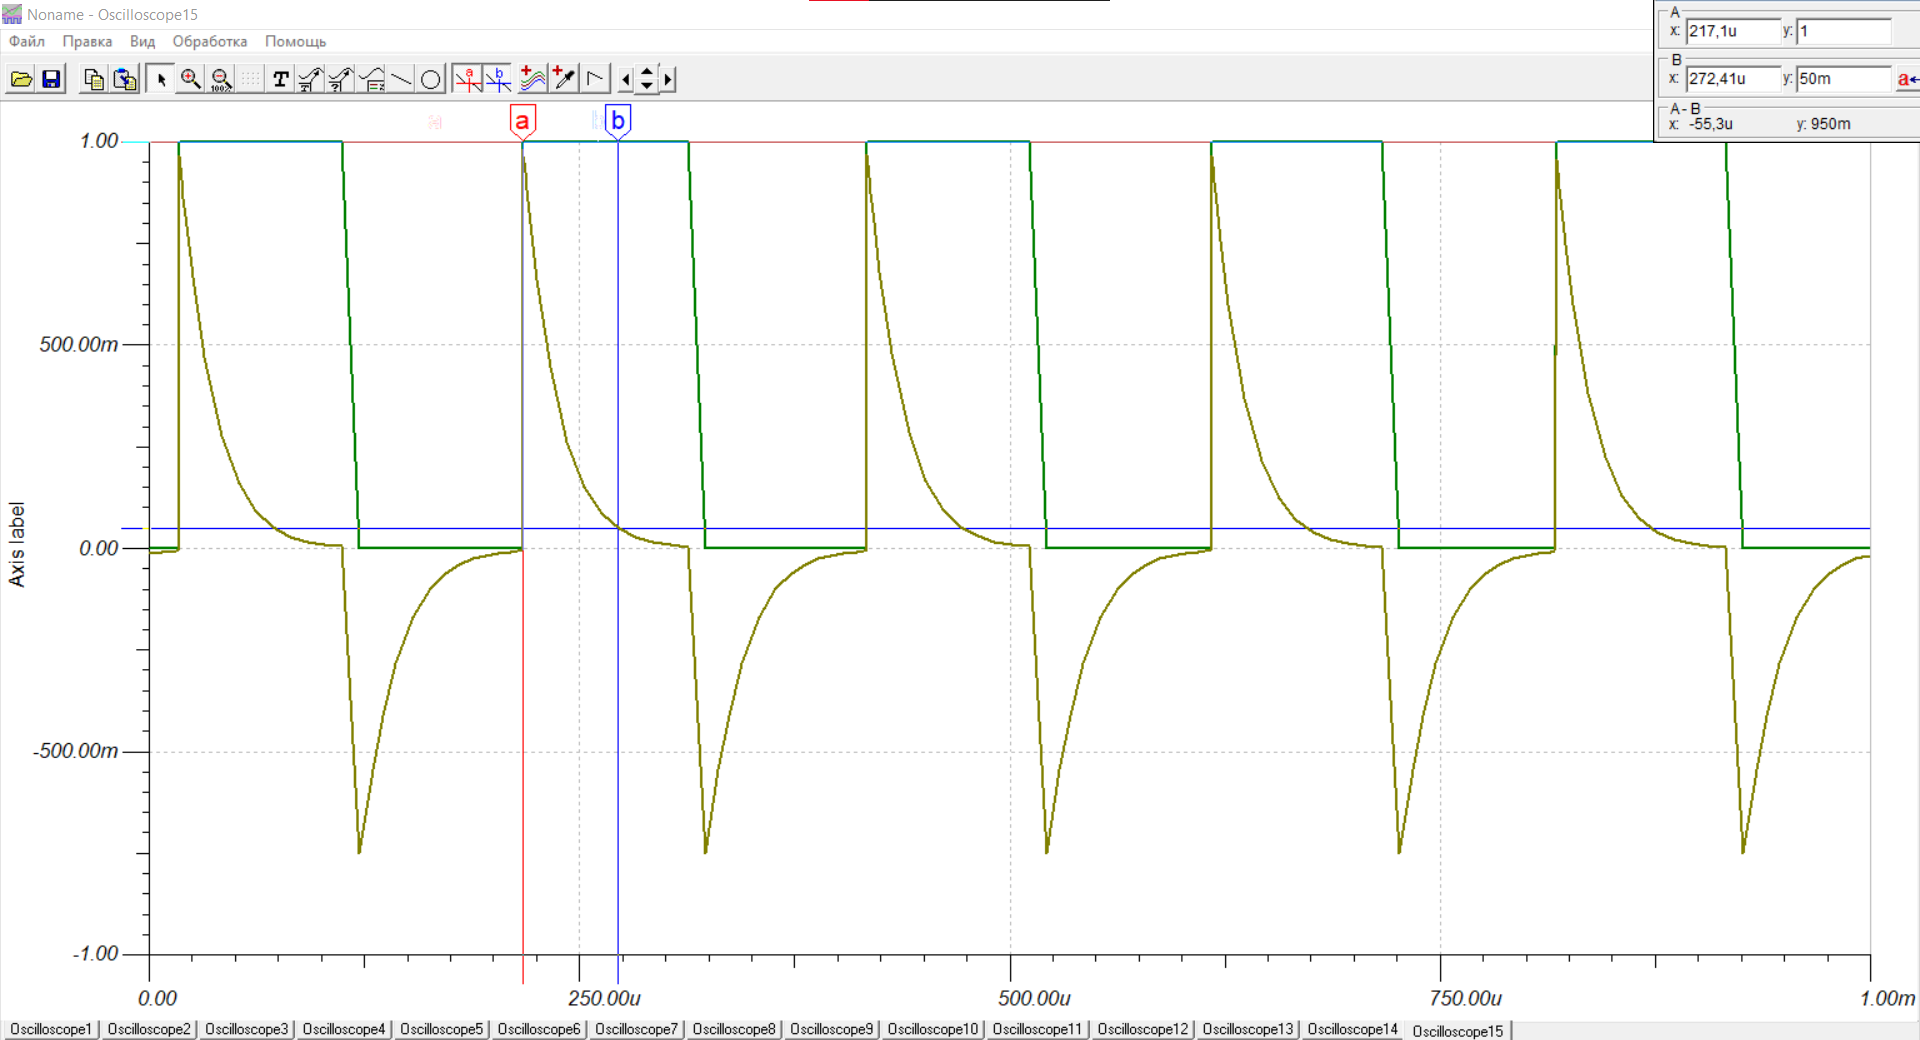 Noname - Oscilloscope15
Файл Правка Вид Обработка Помощь
A
x: 217,1u y: 1
B
x: 272,41u y: 50m
a
A - B
x: -55,3u y: 950m
100%
T
a
b
a
b
1.00
500.00m
0.00
-500.00m
-1.00
Axis label
0.00 250.00u 500.00u 750.00u 1.00m
Oscilloscope1 Oscilloscope2 Oscilloscope3 Oscilloscope4 Oscilloscope5 Oscilloscope6 Oscilloscope7 Oscilloscope8 Oscilloscope9 Oscilloscope10 Oscilloscope11 Oscilloscope12 Oscilloscope13 Oscilloscope14 Oscilloscope15